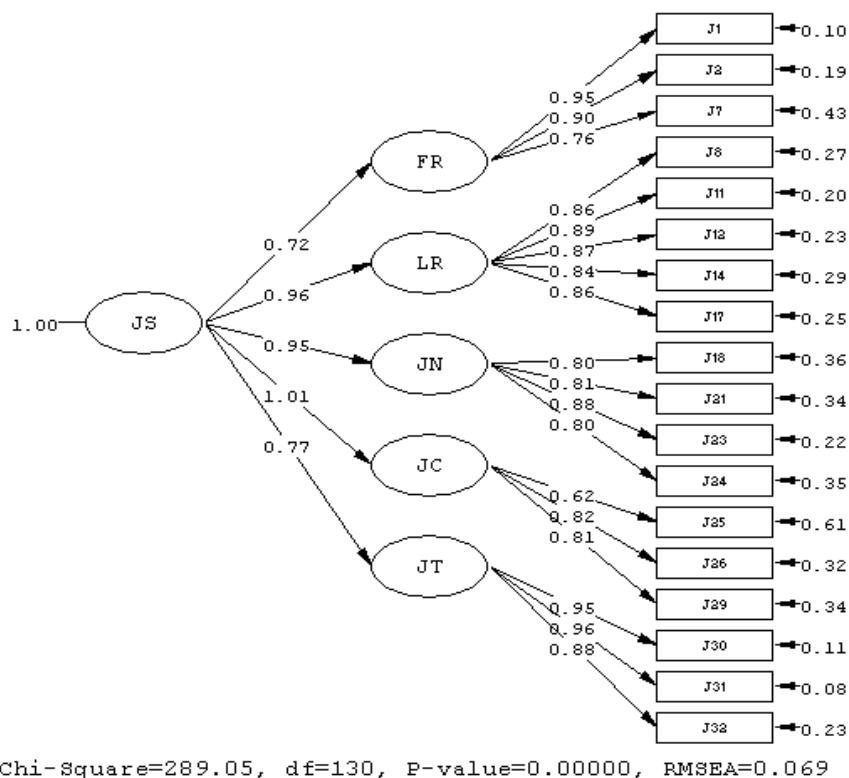 J1 0.10
J2 0.19
0.95
0.90
J7 0.43
0.76
FR
J8 0.27
J11 0.20
0.86
0.89
J12 0.23
0.72
0.87
LR
0.84
J14 0.29
0.96
0.86
J17 0.25
1.00 JS
0.95
J18 0.36
JN
0.80
0.81
J21 0.34
1.01
0.88
0.80
J23 0.22
0.77
JC
J24 0.35
0.62
J25 0.61
0.82
0.81
J26 0.32
JT
J29 0.34
0.95
0.96
J30 0.11
0.88
J31 0.08
J32 0.23
Chi-Square=289.05, df=130, P-value=0.00000, RMSEA=0.069